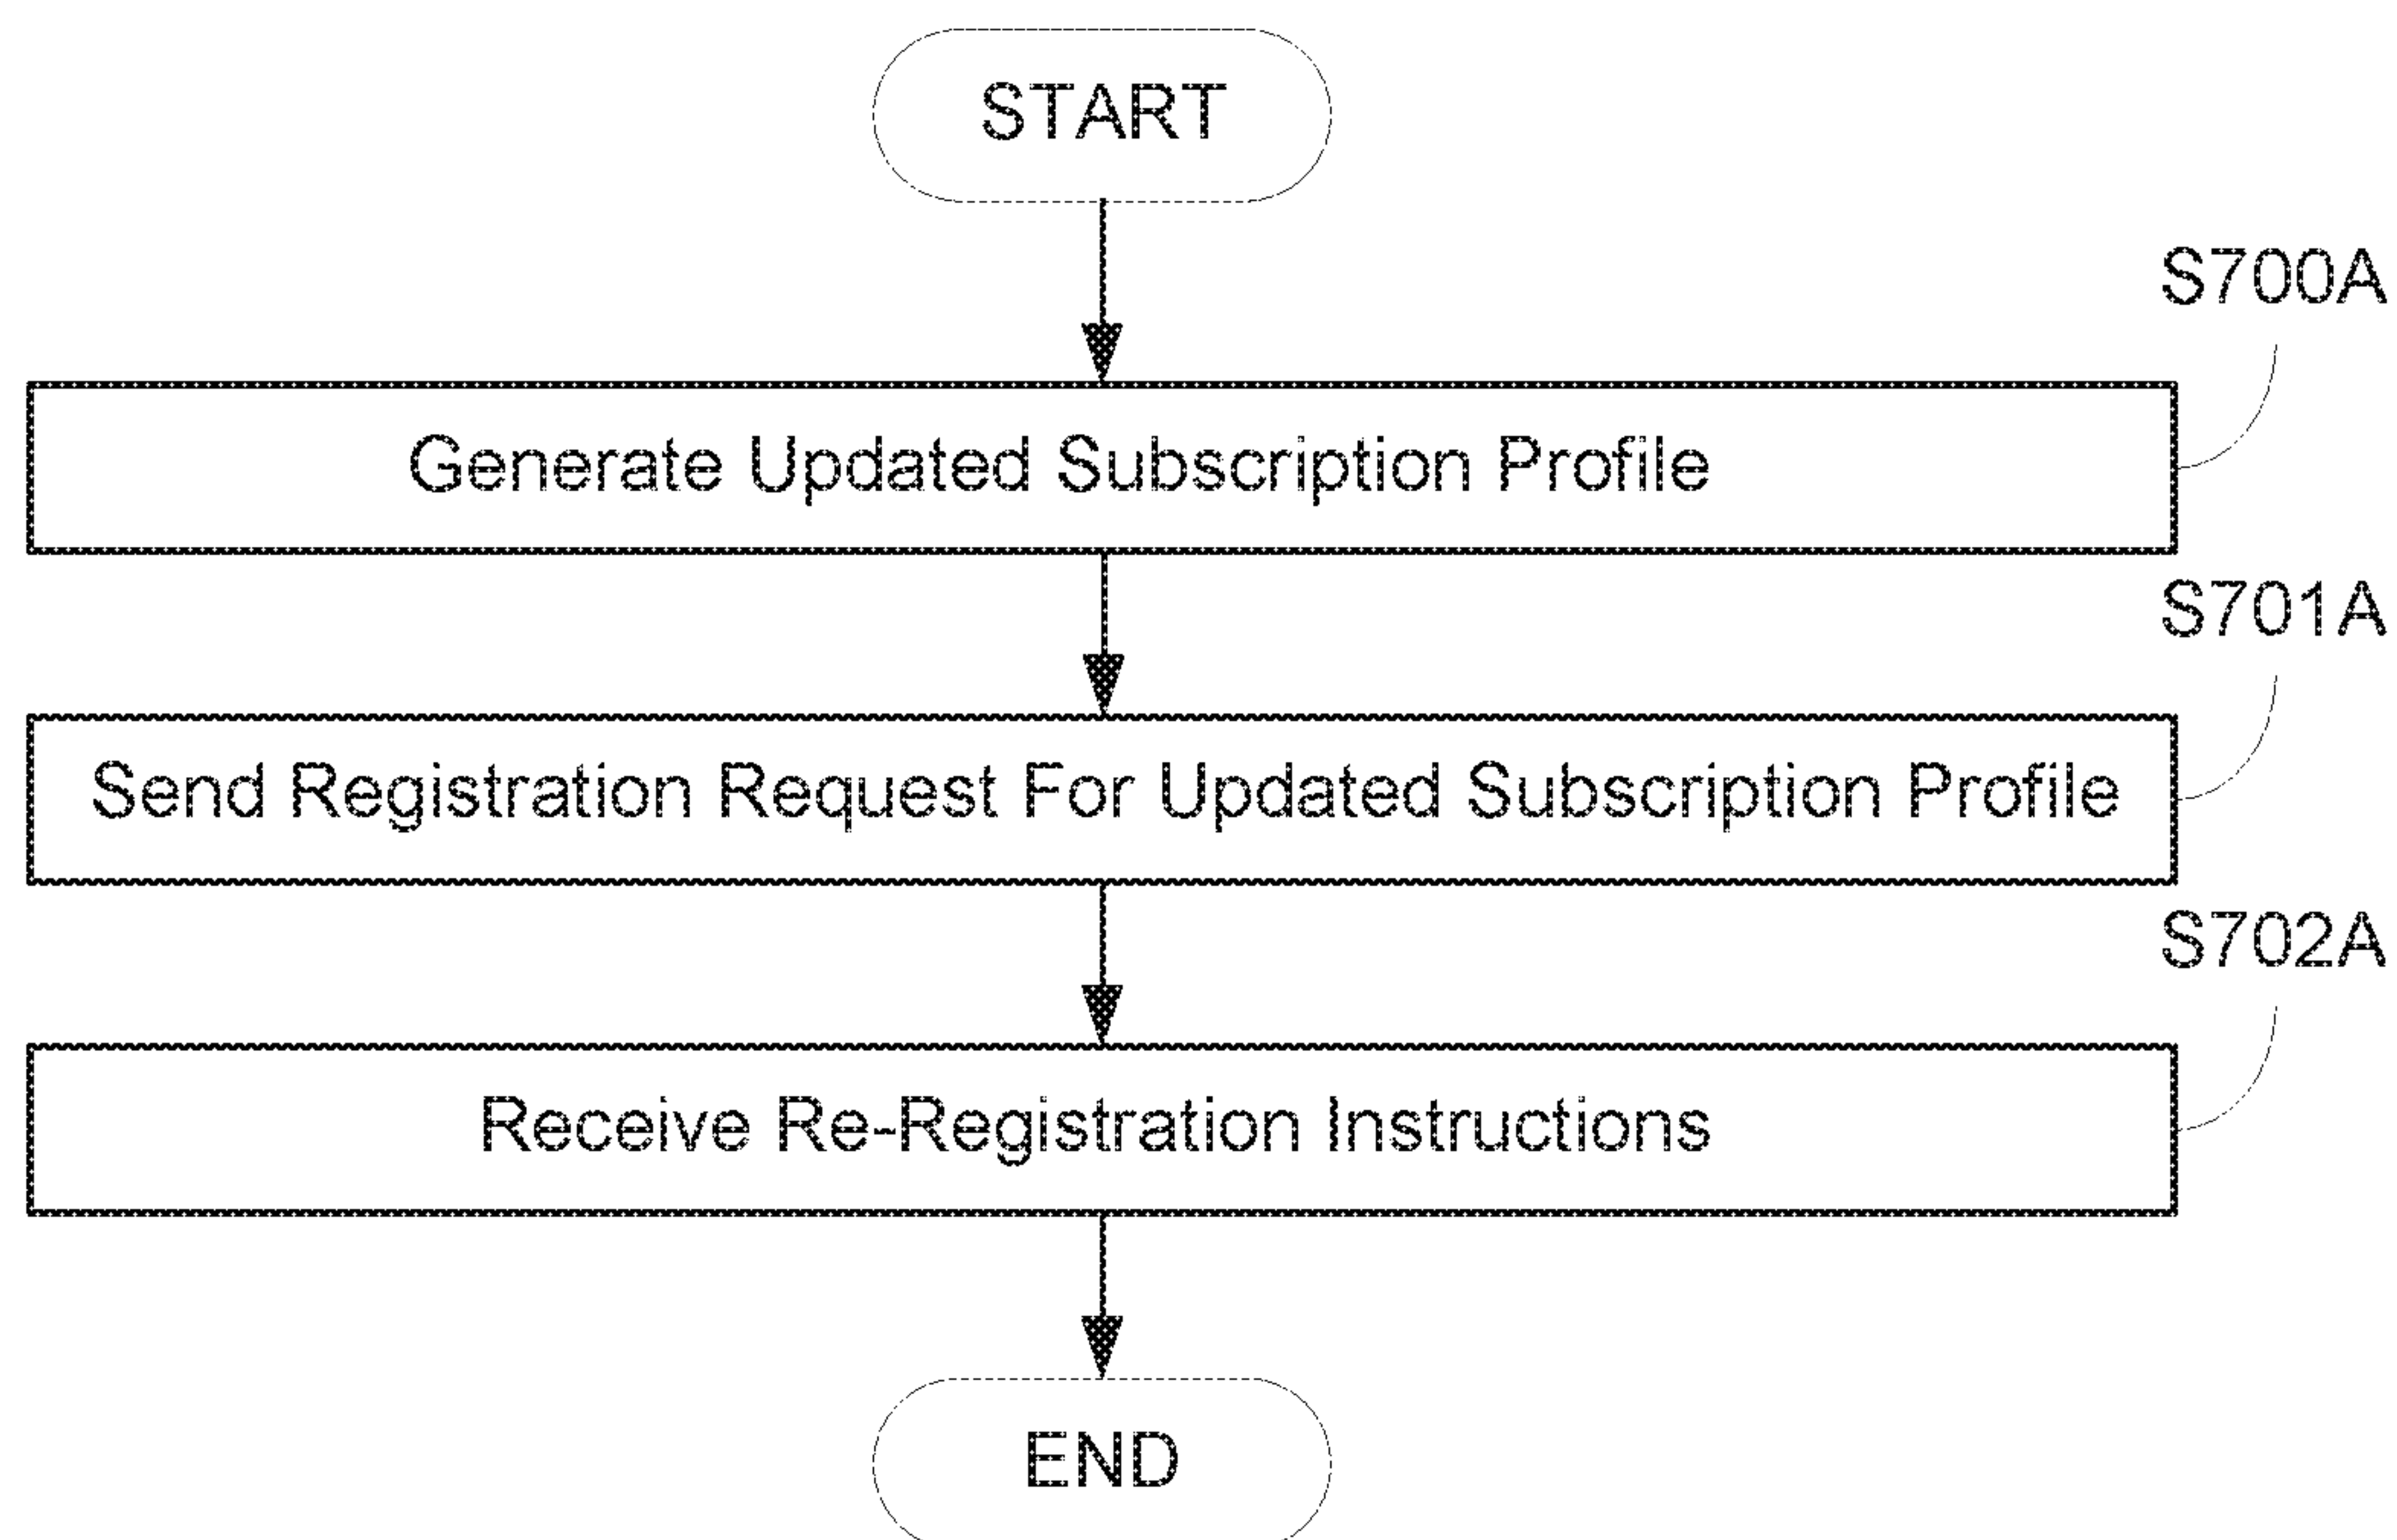 START
S700A
Generate Updated Subscription Profile
S701A
Send Registration Request For Updated Subscription Profile
S702A
Receive Re-Registration Instructions
END